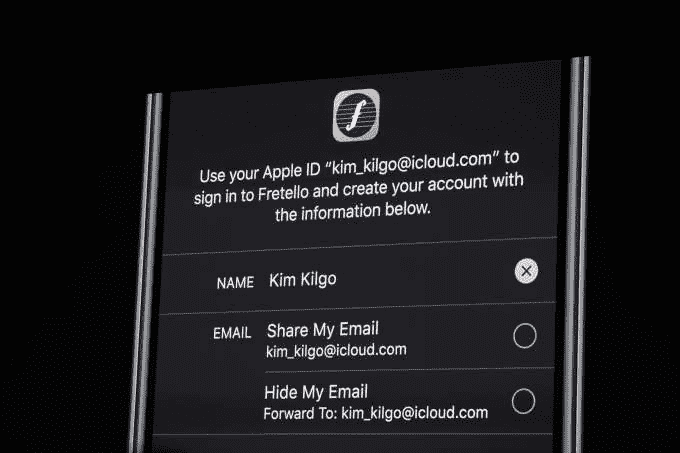 Use your Apple ID “kim_kilgo@icloud.com” to
sign in to Fretello and create your account with
the information below.
NAME Kim Kilgo
EMAIL Share My Email
kim_kilgo@icloud.com
Hide My Email
Forward To: kim_kilgo@icloud.com